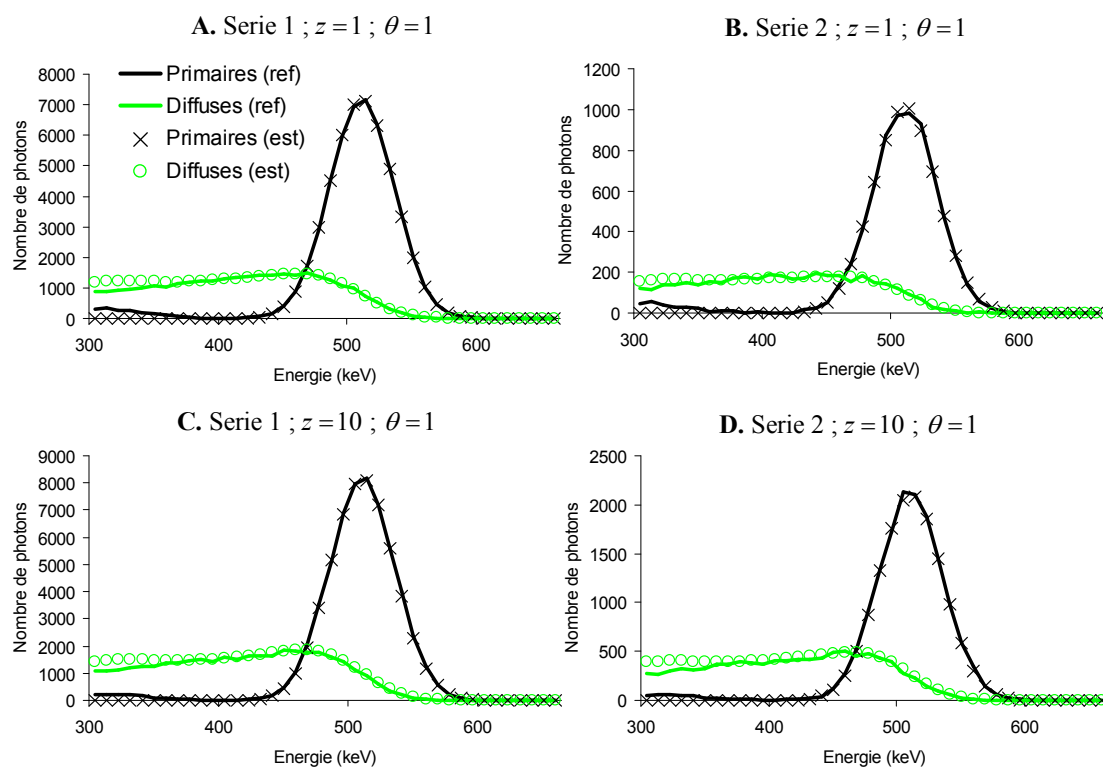 A. Serie 1 ; z = 1 ; θ = 1
8000
7000
6000
5000
4000
3000
2000
1000
0
Nombre de photons
Primaires (ref)
Diffuses (ref)
Primaires (est)
Diffuses (est)
300 400 500 600
Energie (keV)
B. Serie 2 ; z = 1 ; θ = 1
1200
1000
800
600
400
200
0
Nombre de photons
300 400 500 600
Energie (keV)
C. Serie 1 ; z = 10 ; θ = 1
9000
8000
7000
6000
5000
4000
3000
2000
1000
0
Nombre de photons
300 400 500 600
Energie (keV)
D. Serie 2 ; z = 10 ; θ = 1
2500
2000
1500
1000
500
0
Nombre de photons
300 400 500 600
Energie (keV)